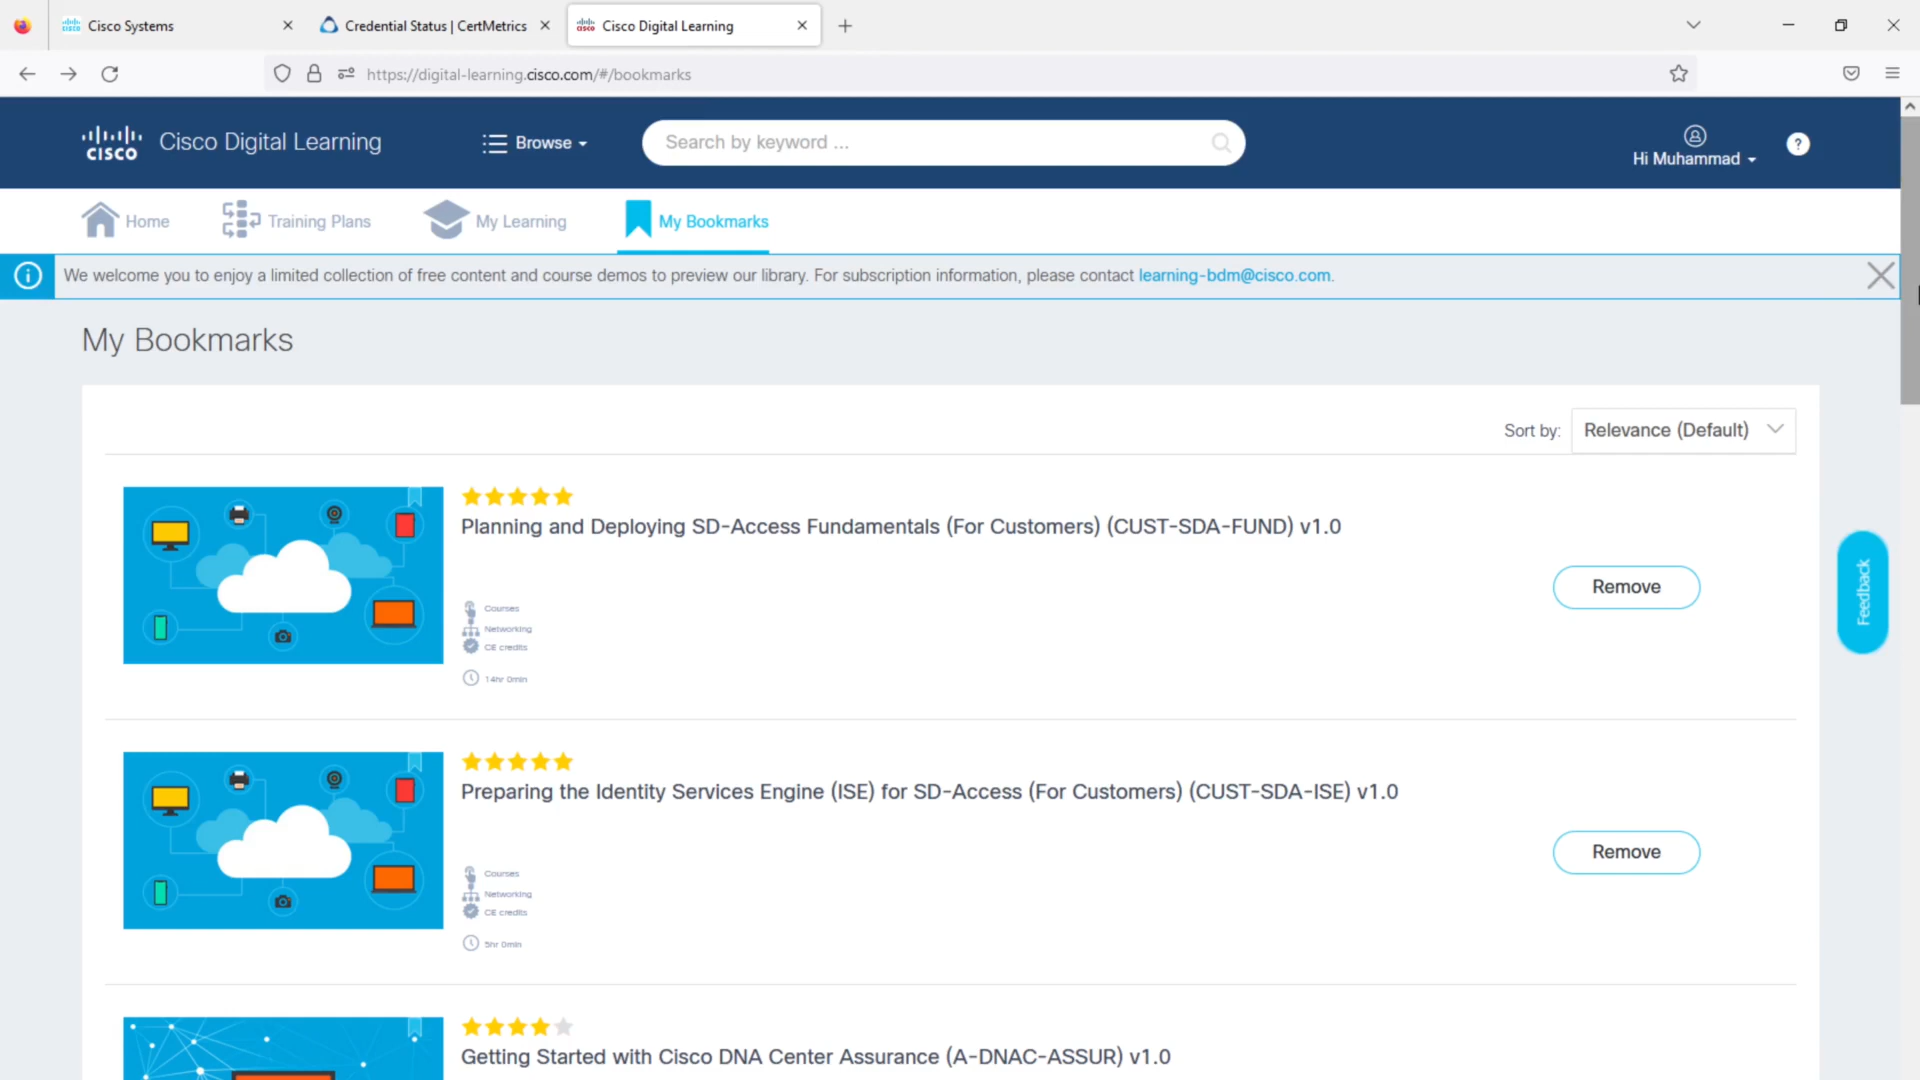 Cisco Systems
Credential Status | CertMetrics
Cisco Digital Learning
https://digital-learning.cisco.com/#/bookmarks
CISCO
Cisco Digital Learning
Browse
Search by keyword ...
Hi Muhammad
?
Home
Training Plans
My Learning
My Bookmarks
We welcome you to enjoy a limited collection of free content and course demos to preview our library. For subscription information, please contact learning-bdm@cisco.com.
My Bookmarks
Sort by: Relevance (Default)
Planning and Deploying SD-Access Fundamentals (For Customers) (CUST-SDA-FUND) v1.0
Remove
Courses
Networking
CE credits
14hr 0min
Feedback
Preparing the Identity Services Engine (ISE) for SD-Access (For Customers) (CUST-SDA-ISE) v1.0
Remove
Courses
Networking
CE credits
5hr 0min
Getting Started with Cisco DNA Center Assurance (A-DNAC-ASSUR) v1.0